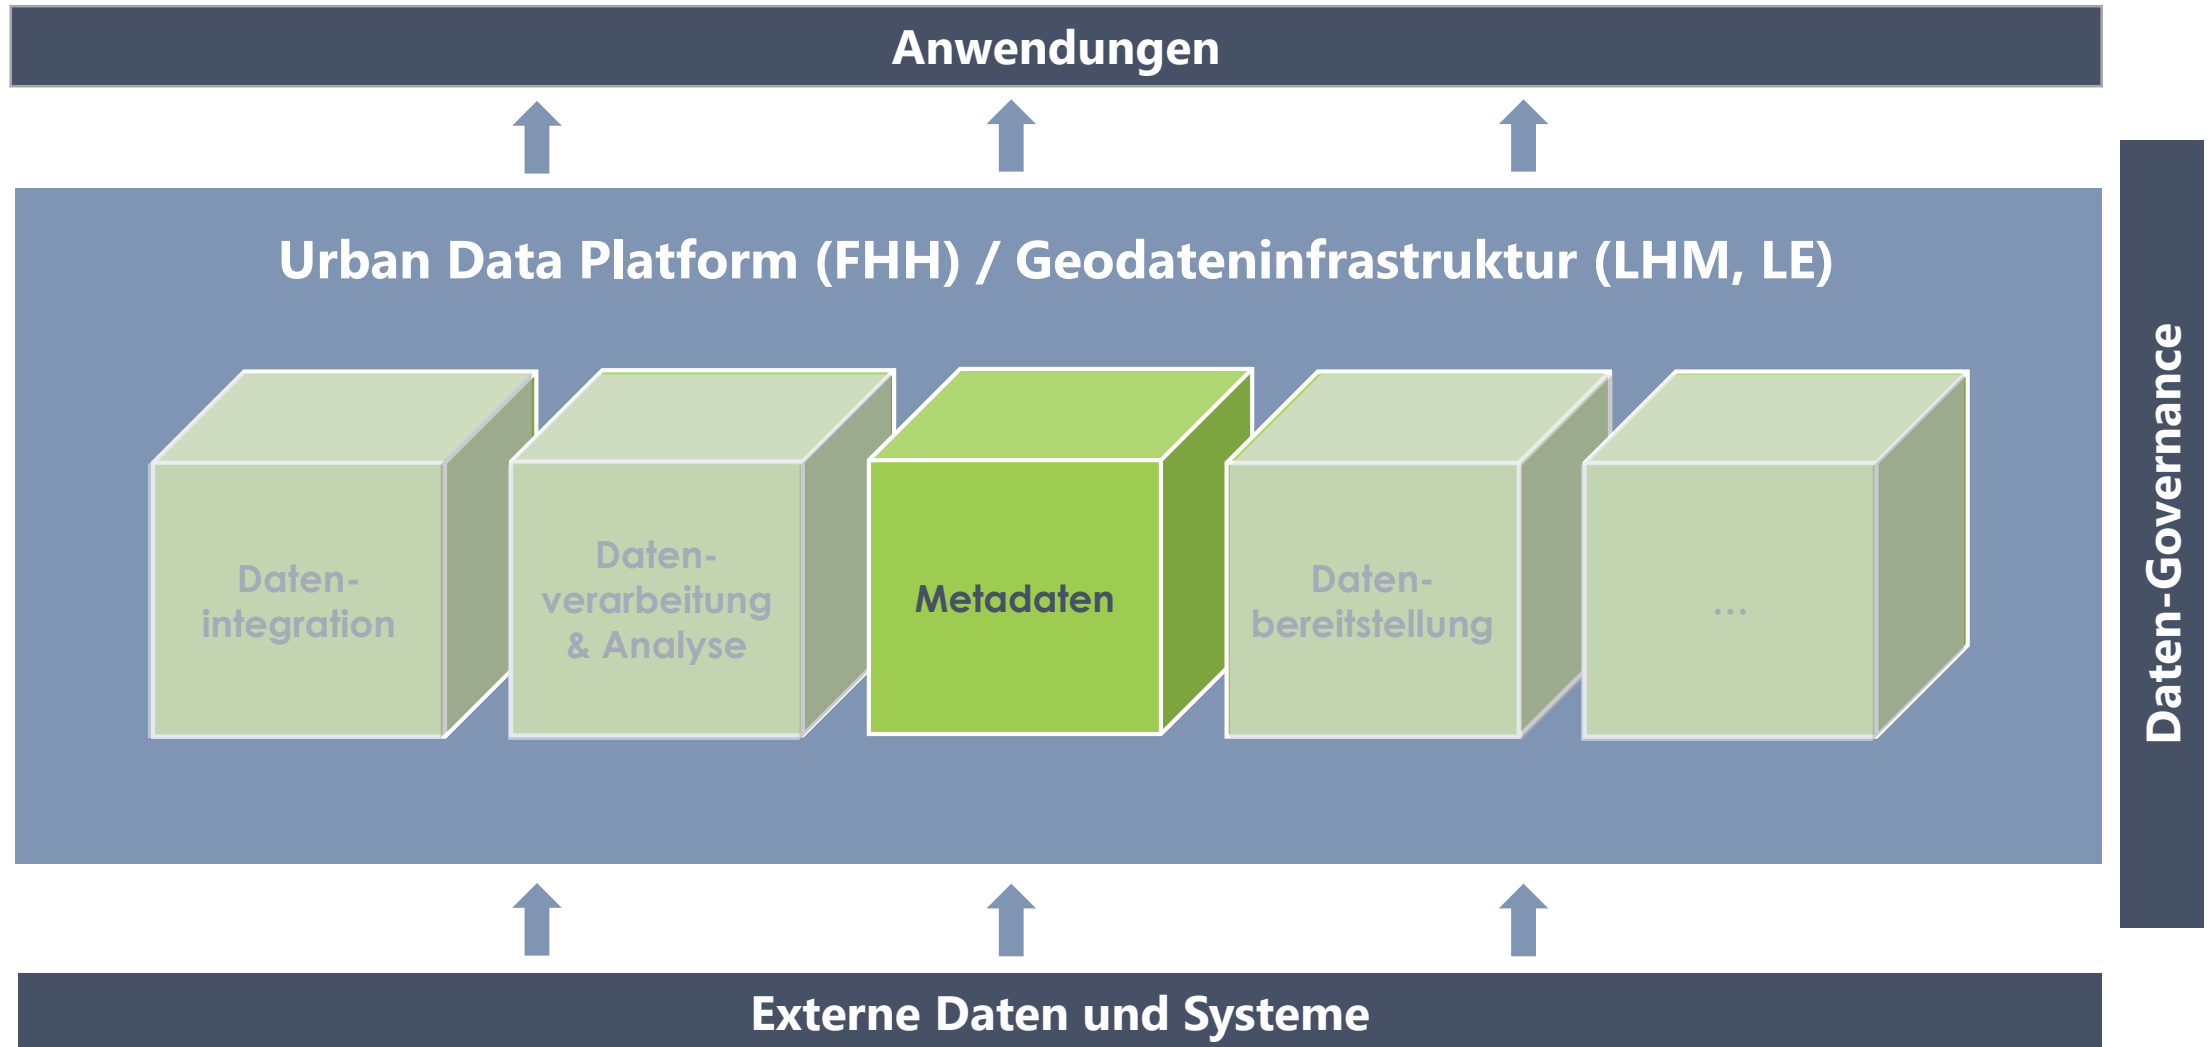 Anwendungen
Urban Data Platform (FHH) / Geodateninfrastruktur (LHM, LE)
Daten-
integration
Daten-
verarbeitung
& Analyse
Metadaten
Daten-
bereitstellung
...
Daten-Governance
Externe Daten und Systeme